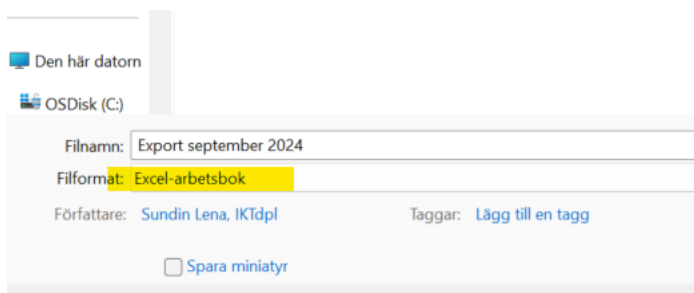 Den här datorn
OSDisk (C:)
Filnamn: Export september 2024
Filformat: Excel-arbetsbok
Författare: Sundin Lena, IKTdpl Taggar: Lägg till en tagg
Spara miniatyr